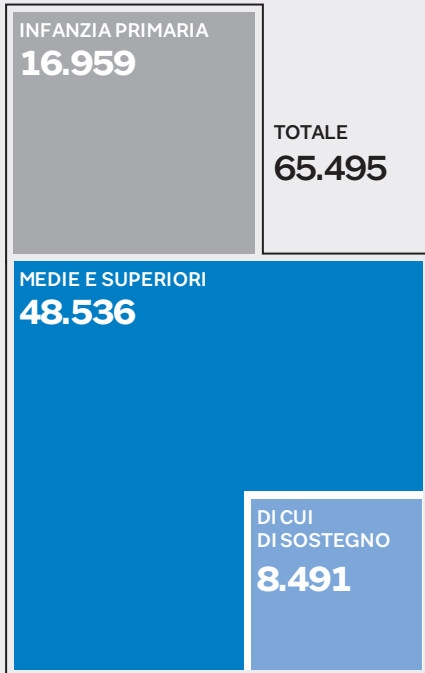 INFANZIA PRIMARIA
16.959
TOTALE
65.495
MEDIE E SUPERIORI
48.536
DI CUI
DI SOSTEGNO
8.491